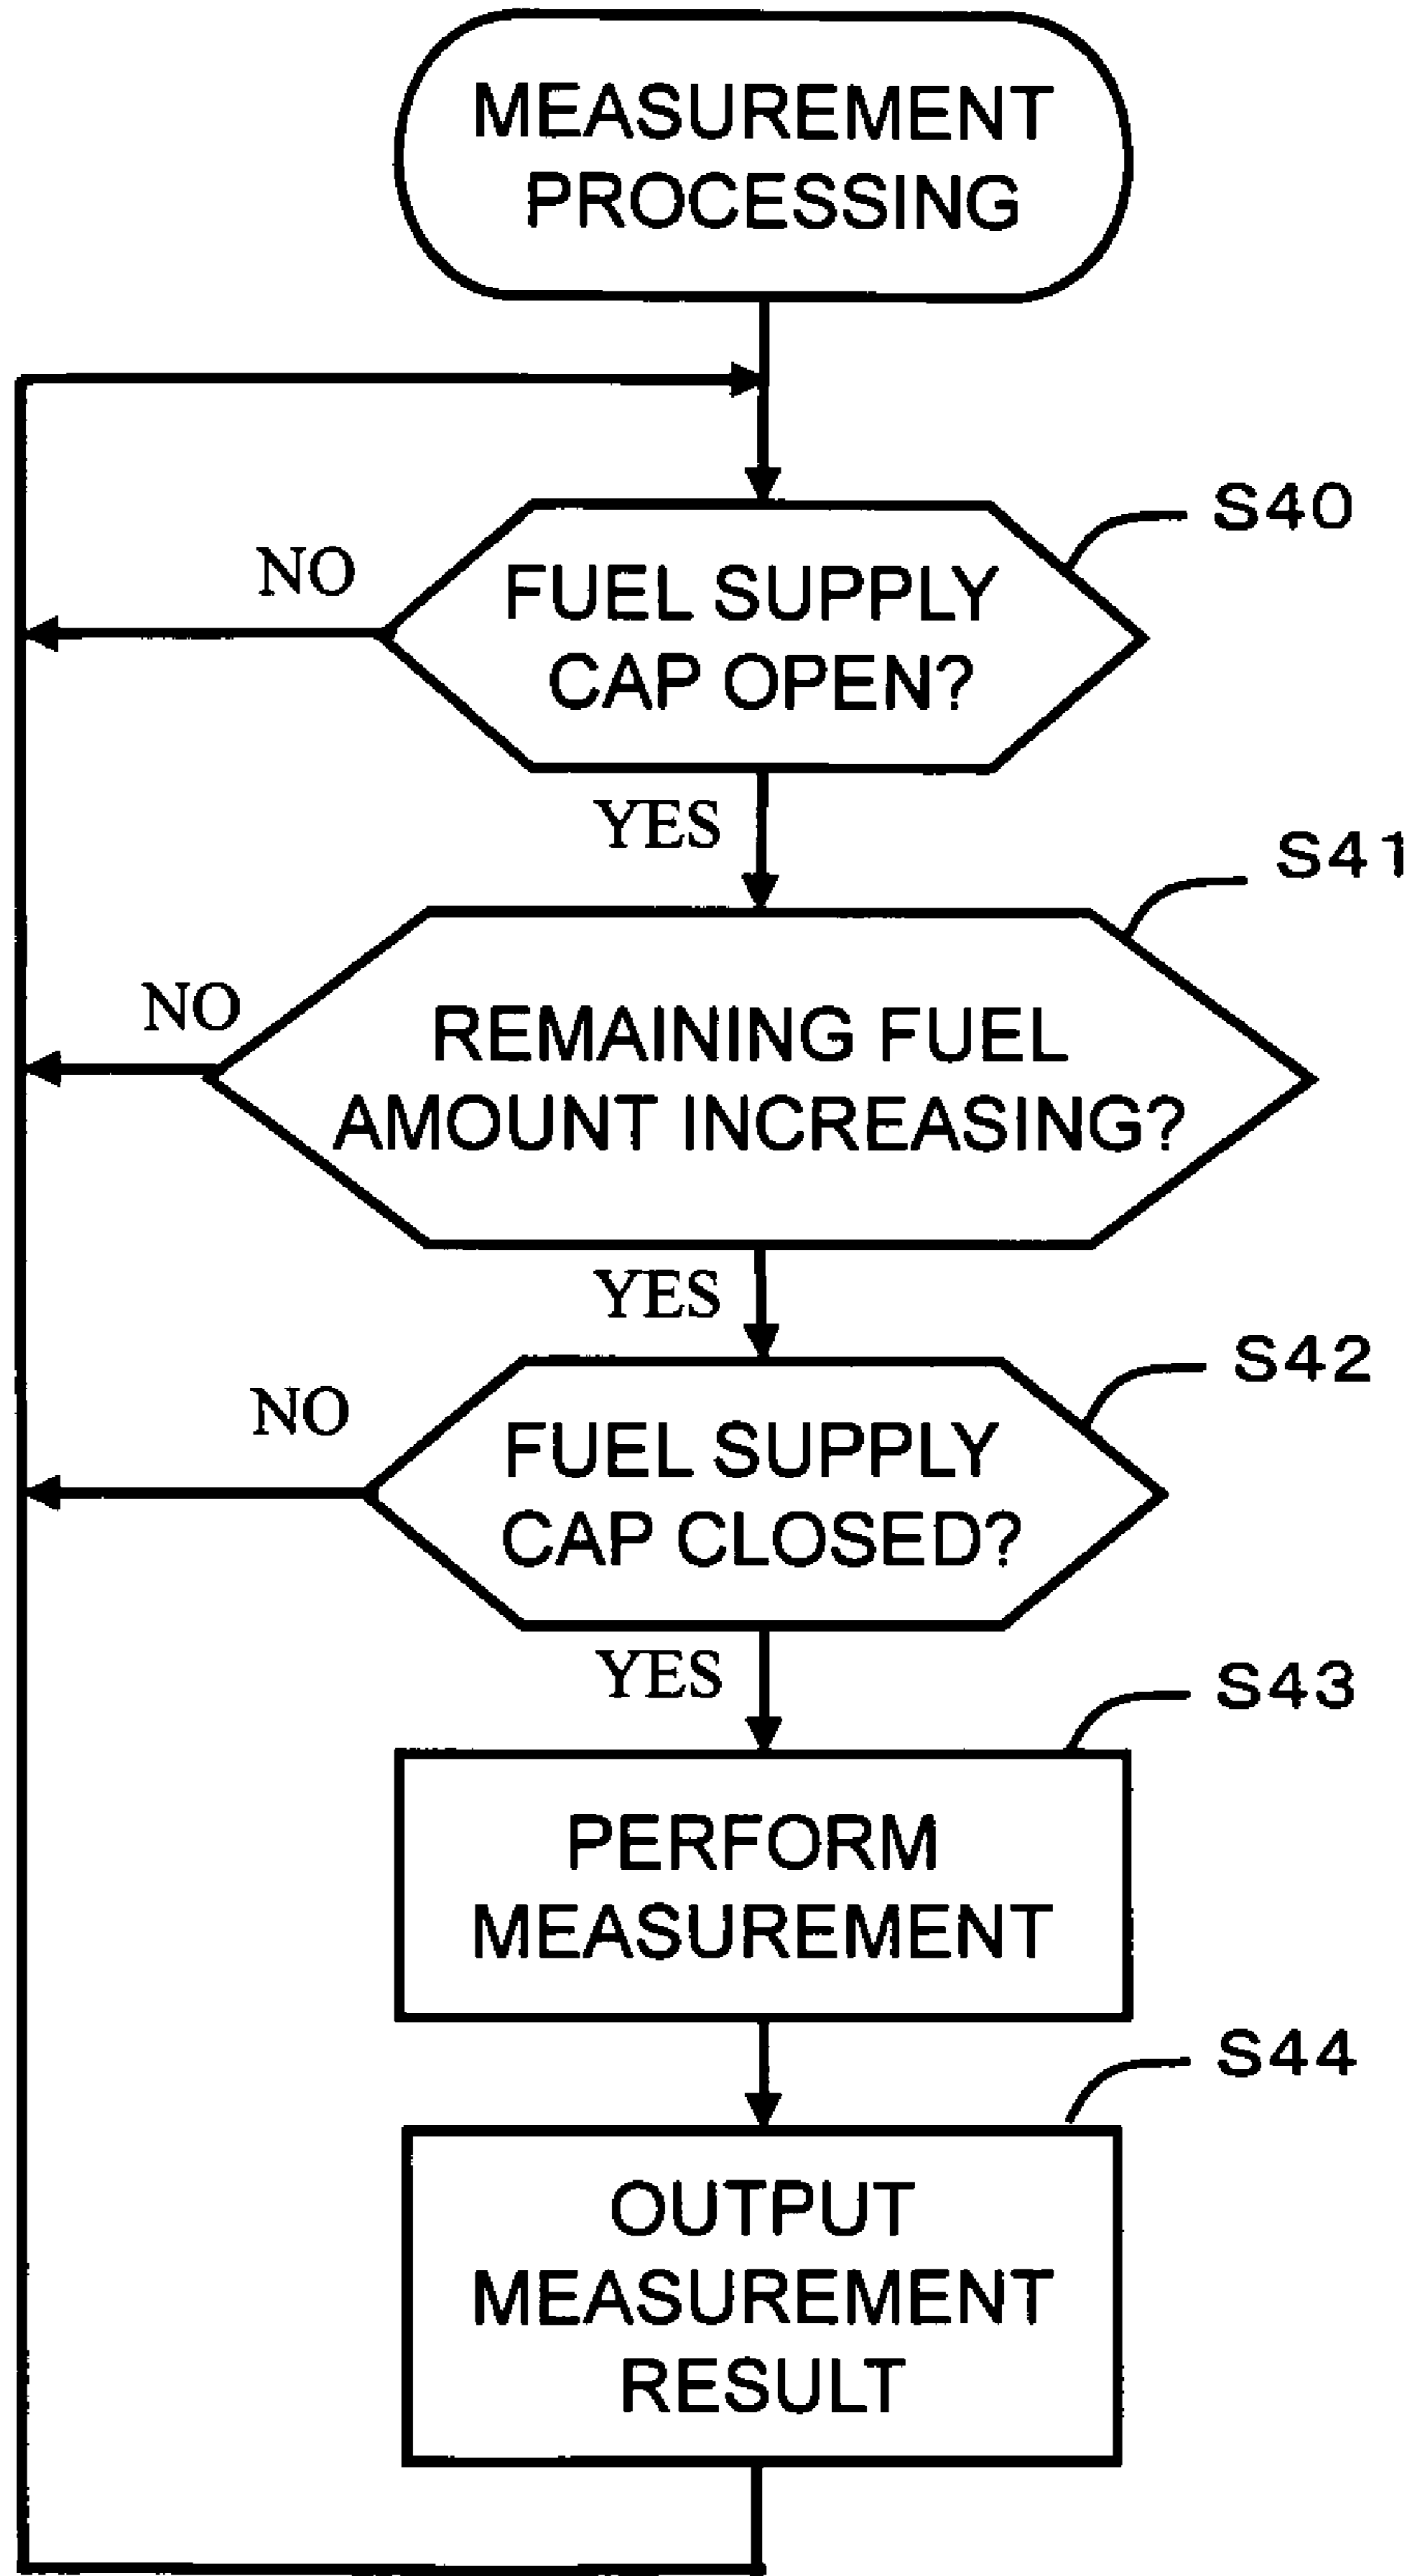 MEASUREMENT
PROCESSING
S40
NO
FUEL SUPPLY
CAP OPEN?
YES
S41
NO
REMAINING FUEL
AMOUNT INCREASING?
YES
S42
NO
FUEL SUPPLY
CAP CLOSED?
YES
S43
PERFORM
MEASUREMENT
S44
OUTPUT
MEASUREMENT
RESULT